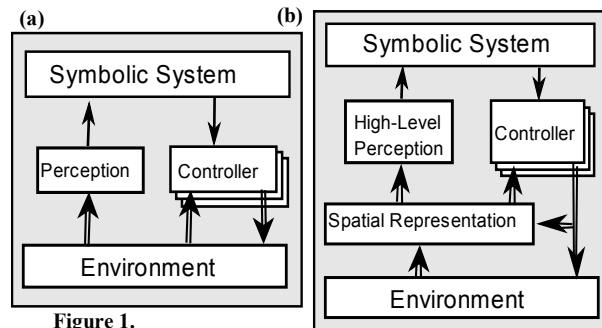 (a)
Symbolic System
Perception
Controller
Environment
Figure 1.
(b)
Symbolic System
High-Level
Perception
Controller
Spatial Representation
Environment